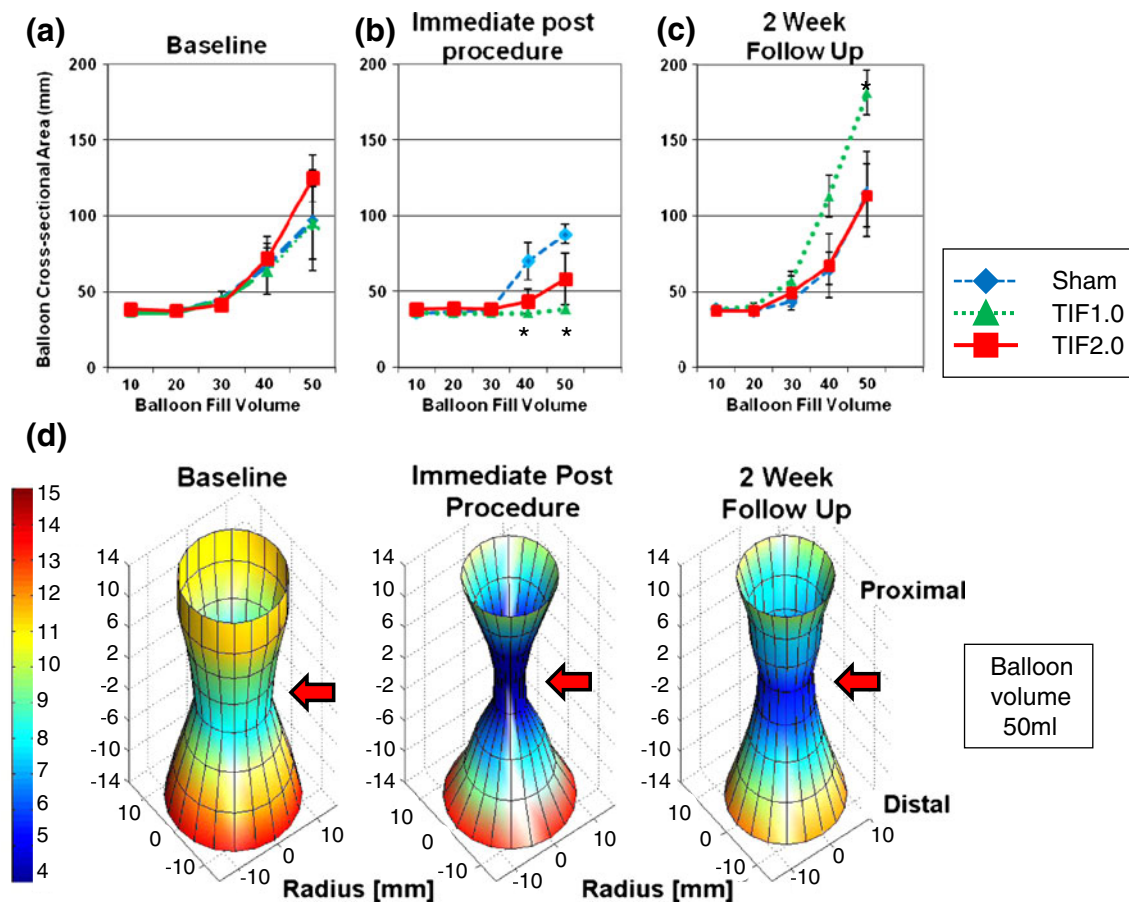 (a)
Baseline
(b)
Immediate post
procedure
(c)
2 Week
Follow Up
Balloon Cross-sectional Area (mm)
200
150
100
50
0
10 20 30 40 50
Balloon Fill Volume
200
150
100
50
0
*
*
10 20 30 40 50
Balloon Fill Volume
200
150
100
50
0
*
10 20 30 40 50
Balloon Fill Volume
Sham
TIF1.0
TIF2.0
(d)
15
14
13
12
11
10
9
8
7
6
5
4
Baseline
14
10
6
2
-2
-6
-10
-14
10
0
-10
10
0
-10
Radius [mm]
Immediate Post
Procedure
14
10
6
2
-2
-6
-10
-14
10
0
-10
10
0
-10
Radius [mm]
2 Week
Follow Up
14
10
6
2
-2
-6
-10
-14
10
0
-10
10
0
-10
Proximal
Distal
Balloon
volume
50ml